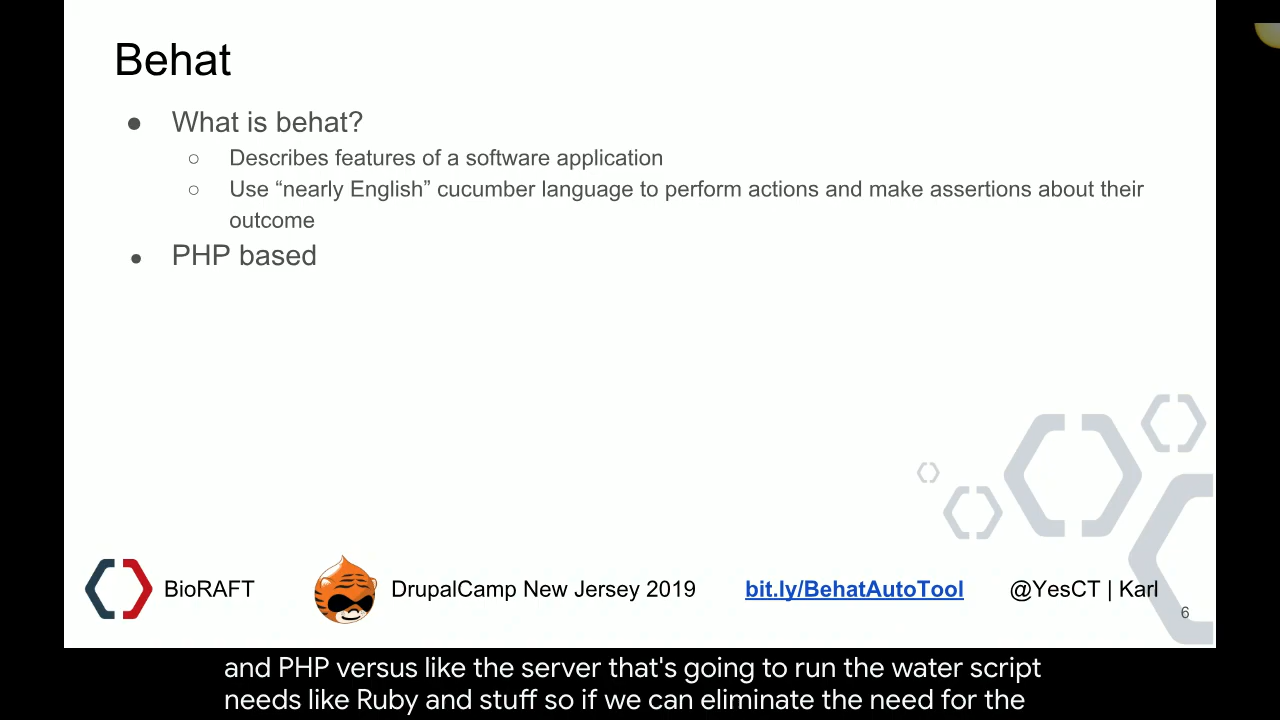 Behat
● What is behat?
○ Describes features of a software application
○ Use “nearly English” cucumber language to perform actions and make assertions about their
outcome
● PHP based
BioRAFT DrupalCamp New Jersey 2019 bit.ly/BehatAutoTool @YesCT | Karl
6
and PHP versus like the server that's going to run the water script
needs like Ruby and stuff so if we can eliminate the need for the